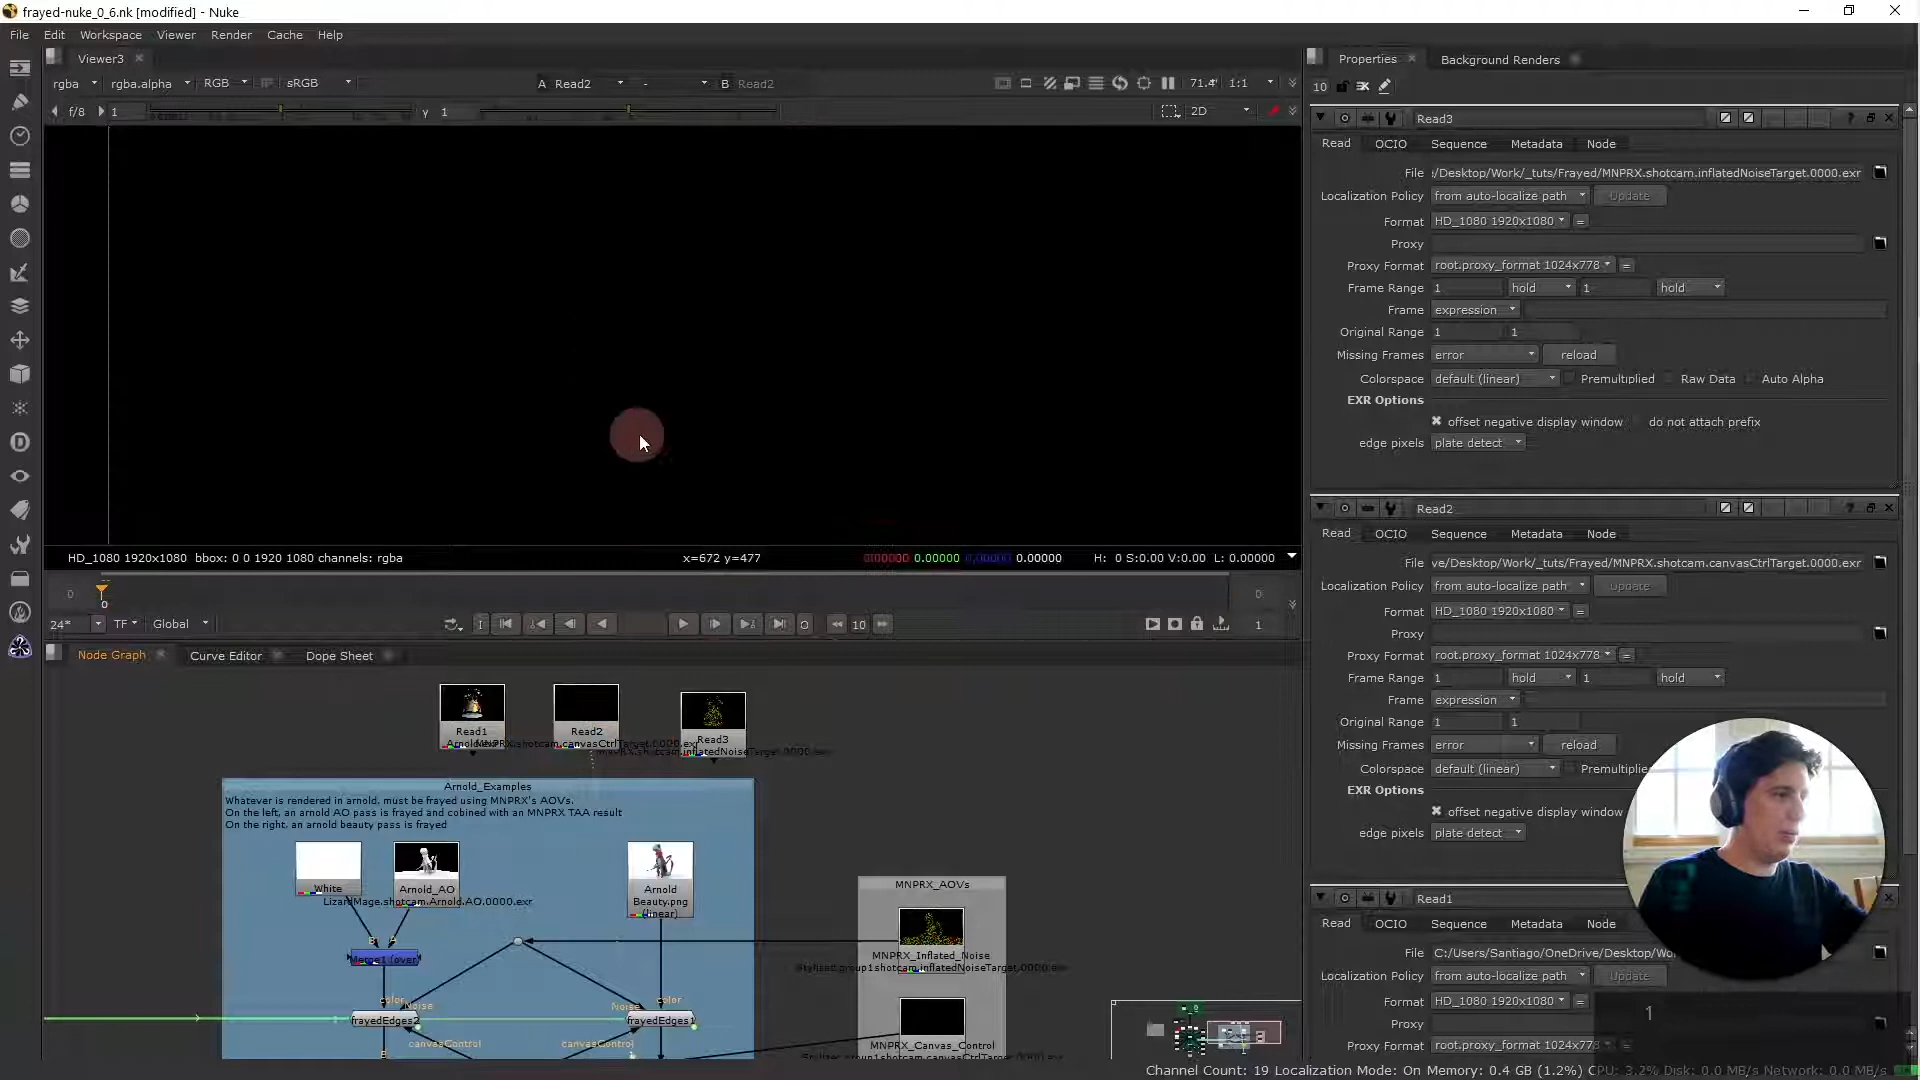 frayed-nuke_0_6.nk [modified] - Nuke
File Edit Workspace Viewer Render Cache Help
Viewer3
rgba rgba.alpha RGB sRGB A Read2 - B Read2 71.4 1:1
f/8 1 y 1 2D
HD_1080 1920x1080 bbox: 0 0 1920 1080 channels: rgba x=672 y=477 0.00000 0.00000 0.00000 0.00000 H: 0 S:0.00 V:0.00 L: 0.00000
0 0 0
24* TF Global I O 10 1
Node Graph Curve Editor Dope Sheet
Read1
Read2
Read3
MNPRX.shotcam.canvasCtrlTarget.0000.exr
Arnold_Examples
Whatever is rendered in arnold, must be frayed using MNPRX's AOVs.
On the left, an arnold AO pass is frayed and cobined with an MNPRX TAA result
On the right, an arnold beauty pass is frayed
White
Arnold_AO
LizardMage.shotcam.Arnold.AO.0000.exr
Arnold
Beauty.png
(linear)
B A
Merge1 (over)
color
Noise
Noise
color
frayedEdges2
frayedEdges1
canvasControl
canvasControl
MNPRX_AOVs
MNPRX_Inflated_Noise
MNPRX_Canvas_Control
Properties Background Renders
10
Read3
Read OCIO Sequence Metadata Node
File :/Desktop/Work/_tuts/Frayed/MNPRX.shotcam.inflatedNoiseTarget.0000.exr
Localization Policy from auto-localize path Update
Format HD_1080 1920x1080 =
Proxy
Proxy Format root.proxy_format 1024x778 =
Frame Range 1 hold 1 hold
Frame expression
Original Range 1 1
Missing Frames error reload
Colorspace default (linear) Premultiplied Raw Data Auto Alpha
EXR Options
offset negative display window do not attach prefix
edge pixels plate detect
Read2
Read OCIO Sequence Metadata Node
File ve/Desktop/Work/_tuts/Frayed/MNPRX.shotcam.canvasCtrlTarget.0000.exr
Localization Policy from auto-localize path Update
Format HD_1080 1920x1080 =
Proxy
Proxy Format root.proxy_format 1024x778 =
Frame Range 1 hold 1 hold
Frame expression
Original Range 1 1
Missing Frames error reload
Colorspace default (linear)
EXR Options
offset negative display window
edge pixels plate detect
Read1
Read OCIO Sequence Metadata Node
File C:/Users/Santiago/OneDrive/Desktop/Wo
Localization Policy from auto-localize path Update
Format HD_1080 1920x1080 =
Proxy
Proxy Format root.proxy_format 1024x778 =
1
Channel Count: 19 Localization Mode: On Memory: 0.4 GB (1.2%) CPU: 3.2% Disk: 0.0 MB/s Network: 0.0 MB/s